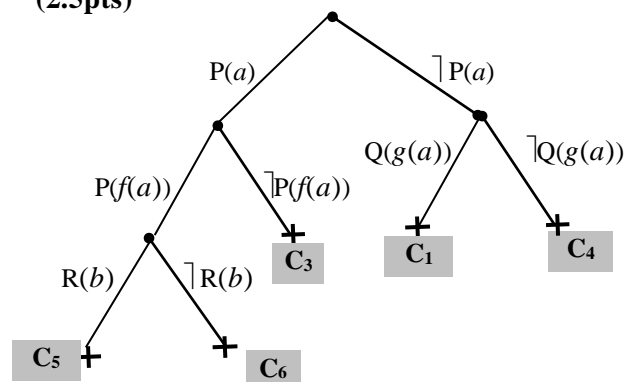 (2.5pts)
P(a) ⏋P(a)
Q(g(a)) ⏋Q(g(a))
P(f(a)) ⏋P(f(a))
C₃ C₁ C₄
R(b) ⏋R(b)
C₅ C₆